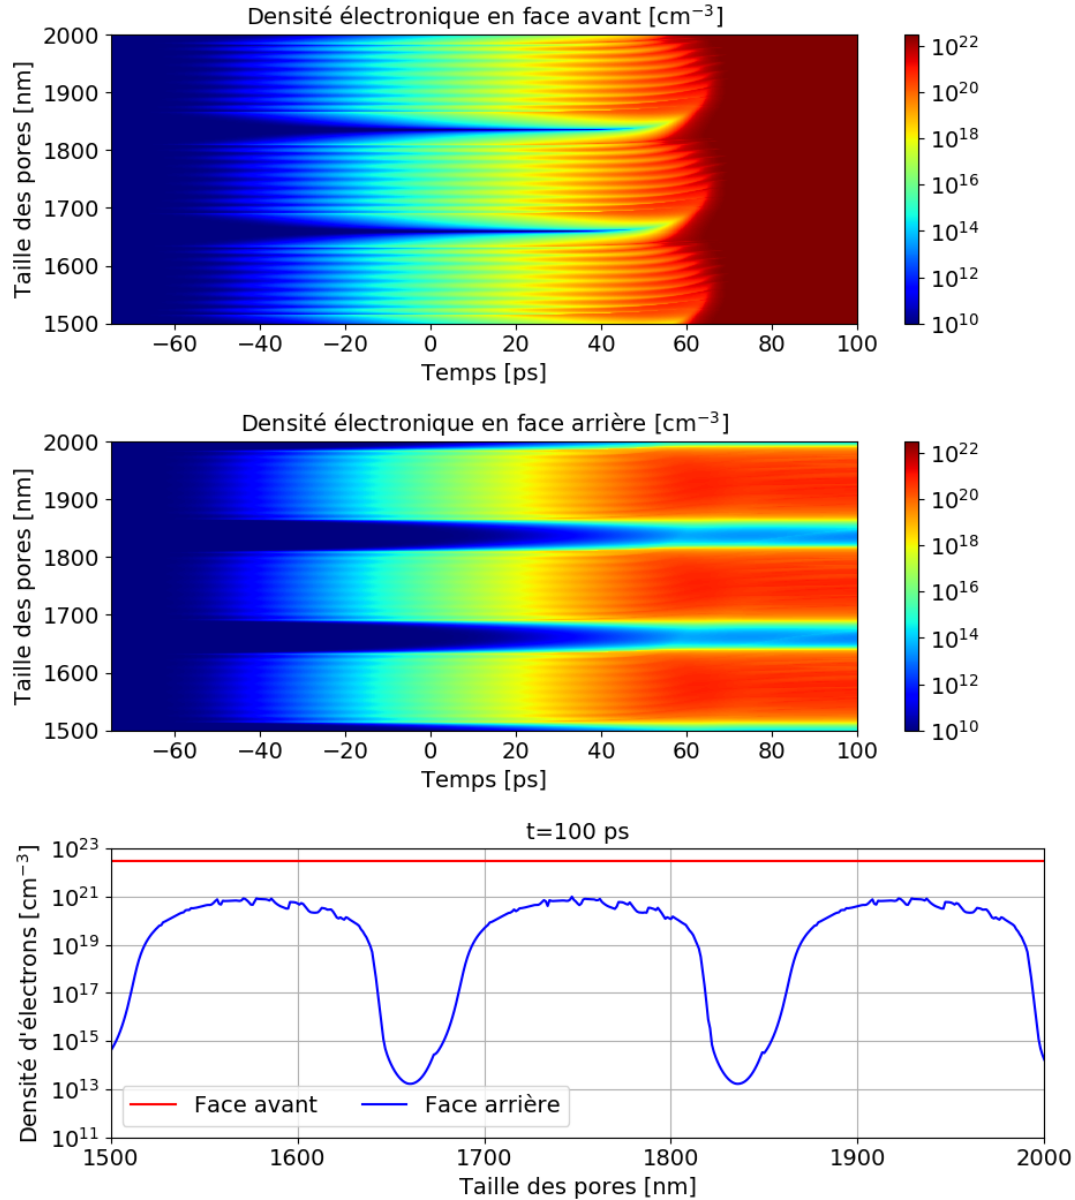 Densité électronique en face avant [cm⁻³]
Taille des pores [nm]
2000
1900
1800
1700
1600
1500
−60 −40 −20 0 20 40 60 80 100
Temps [ps]
10²²
10²⁰
10¹⁸
10¹⁶
10¹⁴
10¹²
10¹⁰
Densité électronique en face arrière [cm⁻³]
Taille des pores [nm]
2000
1900
1800
1700
1600
1500
−60 −40 −20 0 20 40 60 80 100
Temps [ps]
10²²
10²⁰
10¹⁸
10¹⁶
10¹⁴
10¹²
10¹⁰
t=100 ps
Densité d'électrons [cm⁻³]
10²³
10²¹
10¹⁹
10¹⁷
10¹⁵
10¹³
10¹¹
Face avant Face arrière
1500 1600 1700 1800 1900 2000
Taille des pores [nm]